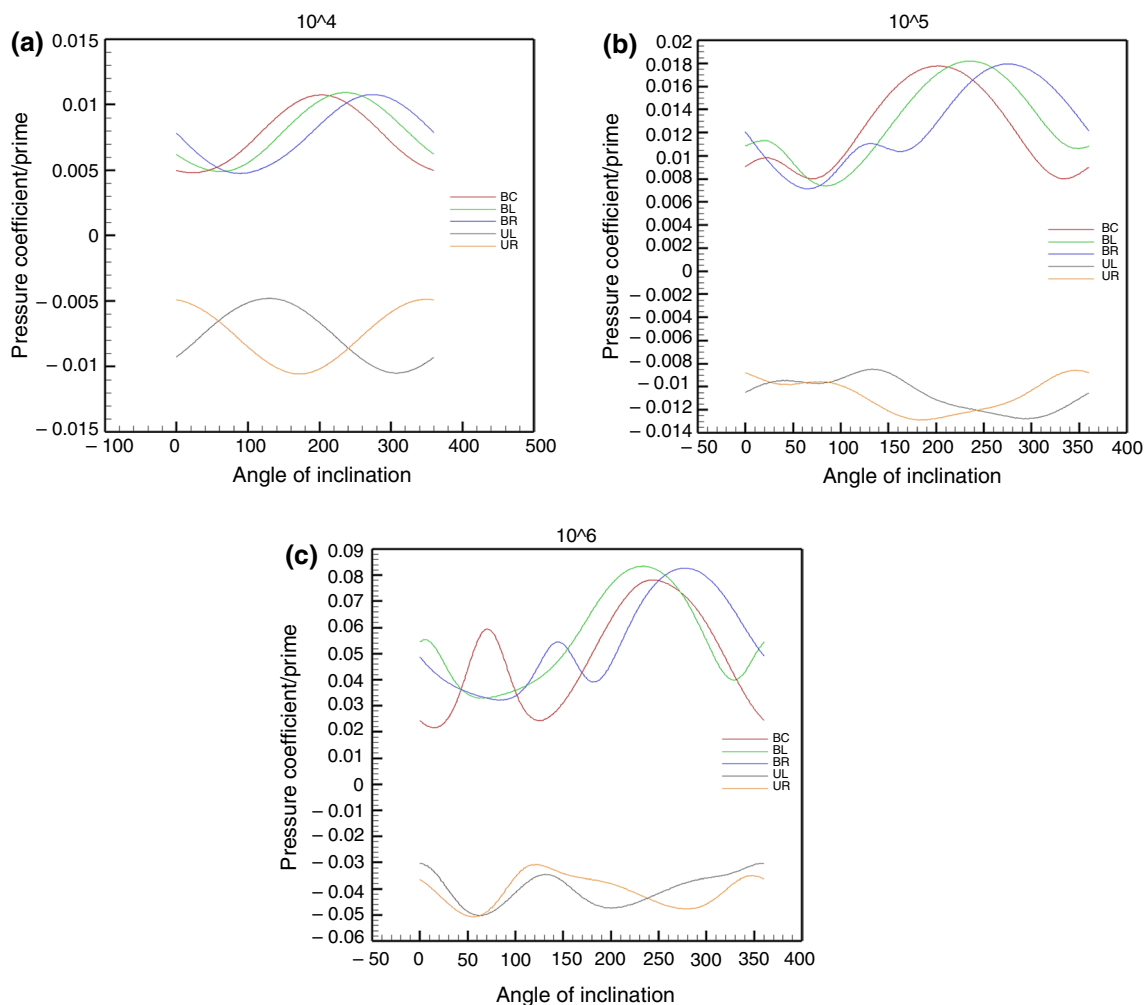 (a)
10^4
Pressure coefficient/prime
0.015
0.01
0.005
0
– 0.005
– 0.01
– 0.015
BC
BL
BR
UL
UR
– 100
0
100
200
300
400
500
Angle of inclination
(b)
10^5
Pressure coefficient/prime
0.02
0.018
0.016
0.014
0.012
0.01
0.008
0.006
0.004
0.002
0
– 0.002
– 0.004
– 0.006
– 0.008
– 0.01
– 0.012
– 0.014
BC
BL
BR
UL
UR
– 50
0
50
100
150
200
250
300
350
400
Angle of inclination
(c)
10^6
Pressure coefficient/prime
0.09
0.08
0.07
0.06
0.05
0.04
0.03
0.02
0.01
0
– 0.01
– 0.02
– 0.03
– 0.04
– 0.05
– 0.06
BC
BL
BR
UL
UR
– 50
0
50
100
150
200
250
300
350
400
Angle of inclination